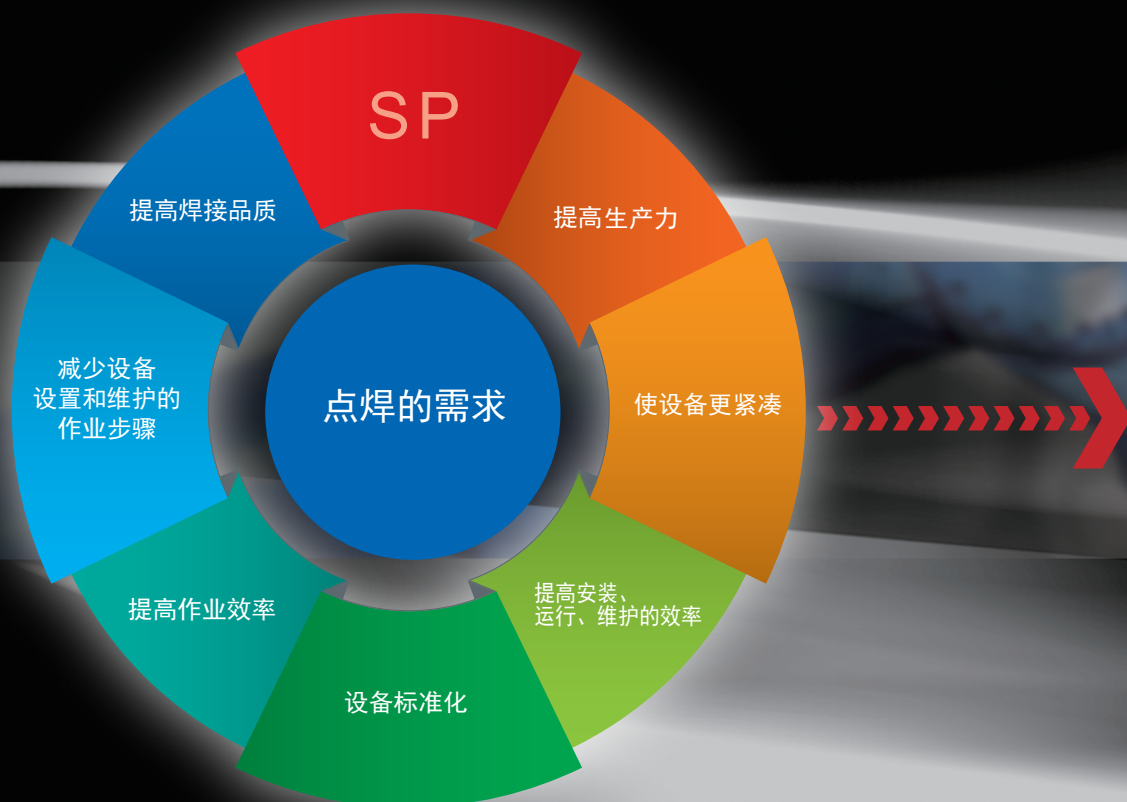 SP
提高生产力
使设备更紧凑
提高安装、
运行、维护的效率
设备标准化
提高作业效率
减少设备
设置和维护的
作业步骤
提高焊接品质
点焊的需求